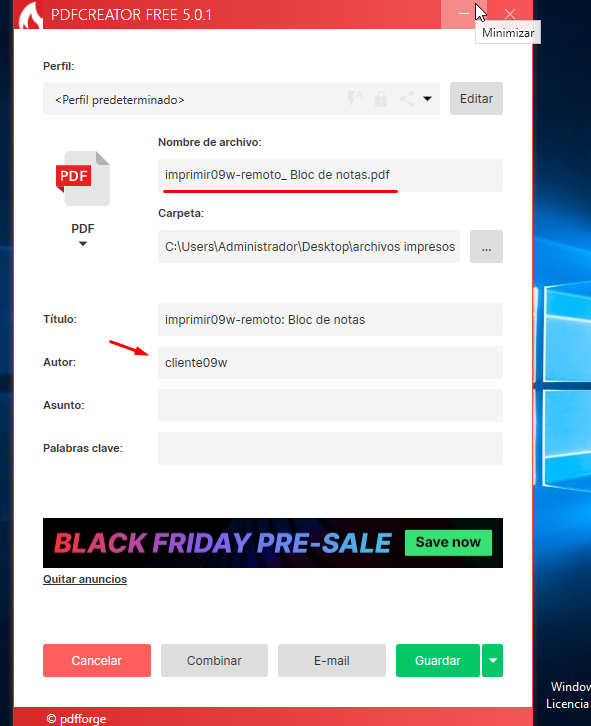 PDFCREATOR FREE 5.0.1
Minimizar
Perfil:
<Perfil predeterminado>
Editar
Nombre de archivo:
imprimir09w-remoto_ Bloc de notas.pdf
PDF
Carpeta:
PDF
C:\Users\Administrador\Desktop\archivos impresos
...
Título:
imprimir09w-remoto: Bloc de notas
Autor:
cliente09w
Asunto:
Palabras clave:
BLACK FRIDAY PRE-SALE
Save now
Quitar anuncios
Cancelar
Combinar
E-mail
Guardar
Window
Licencia
© pdfforge